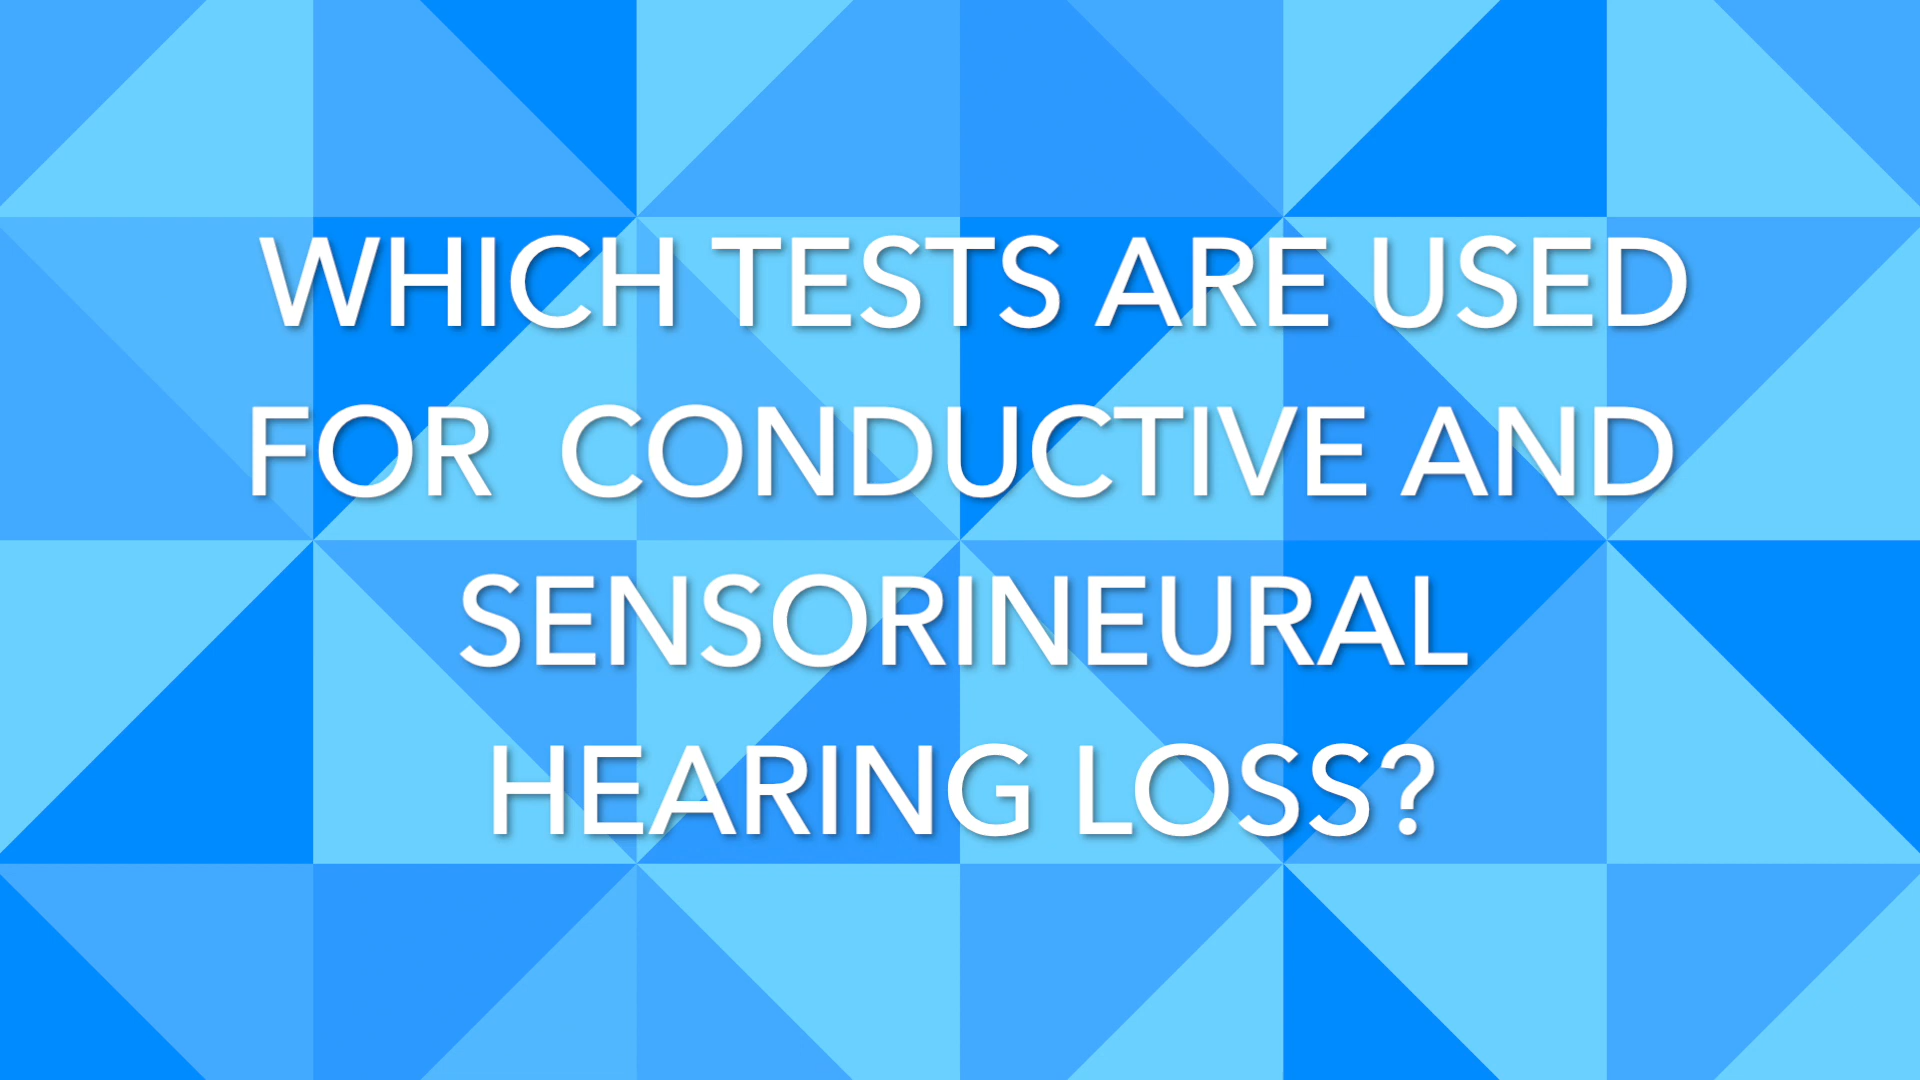 WHICH TESTS ARE USED
FOR CONDUCTIVE AND
SENSORINEURAL
HEARING LOSS?